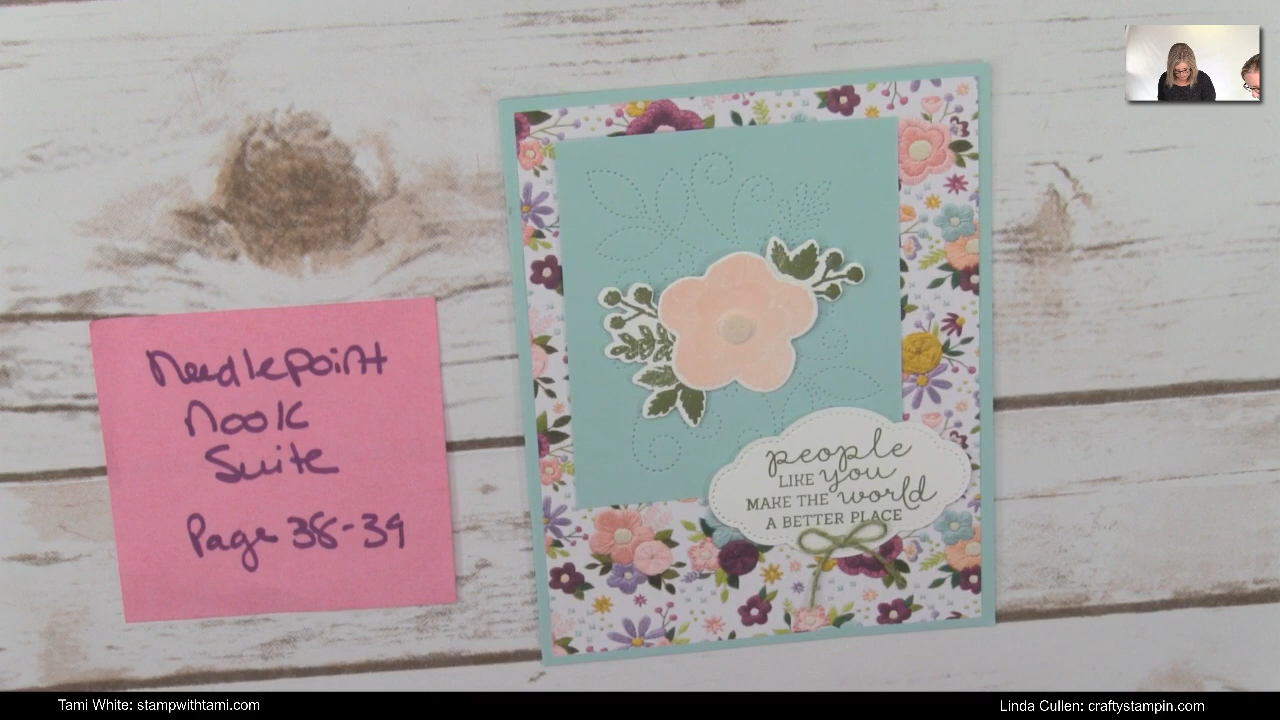 Needlepoint
Nook
Suite
Page 38-39
people
LIKE you
MAKE THE world
A BETTER PLACE
Tami White: stampwithtami.com
Linda Cullen: craftystampin.com